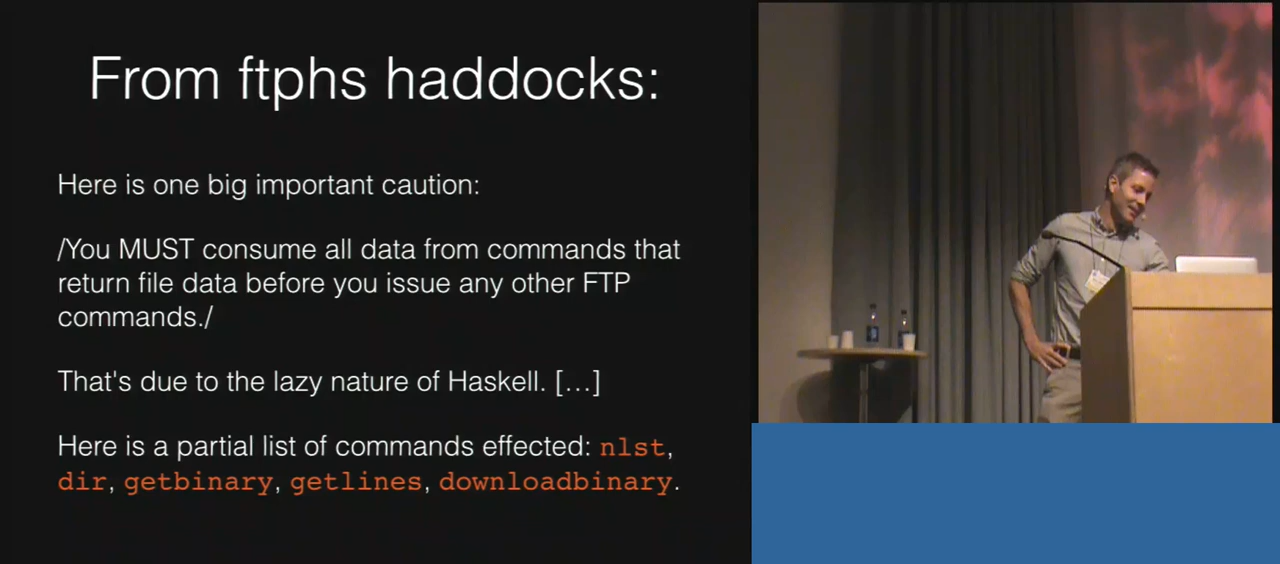 From ftphs haddocks:
Here is one big important caution:
/You MUST consume all data from commands that
return file data before you issue any other FTP
commands./
That's due to the lazy nature of Haskell. […]
Here is a partial list of commands effected: nlst,
dir, getbinary, getlines, downloadbinary.